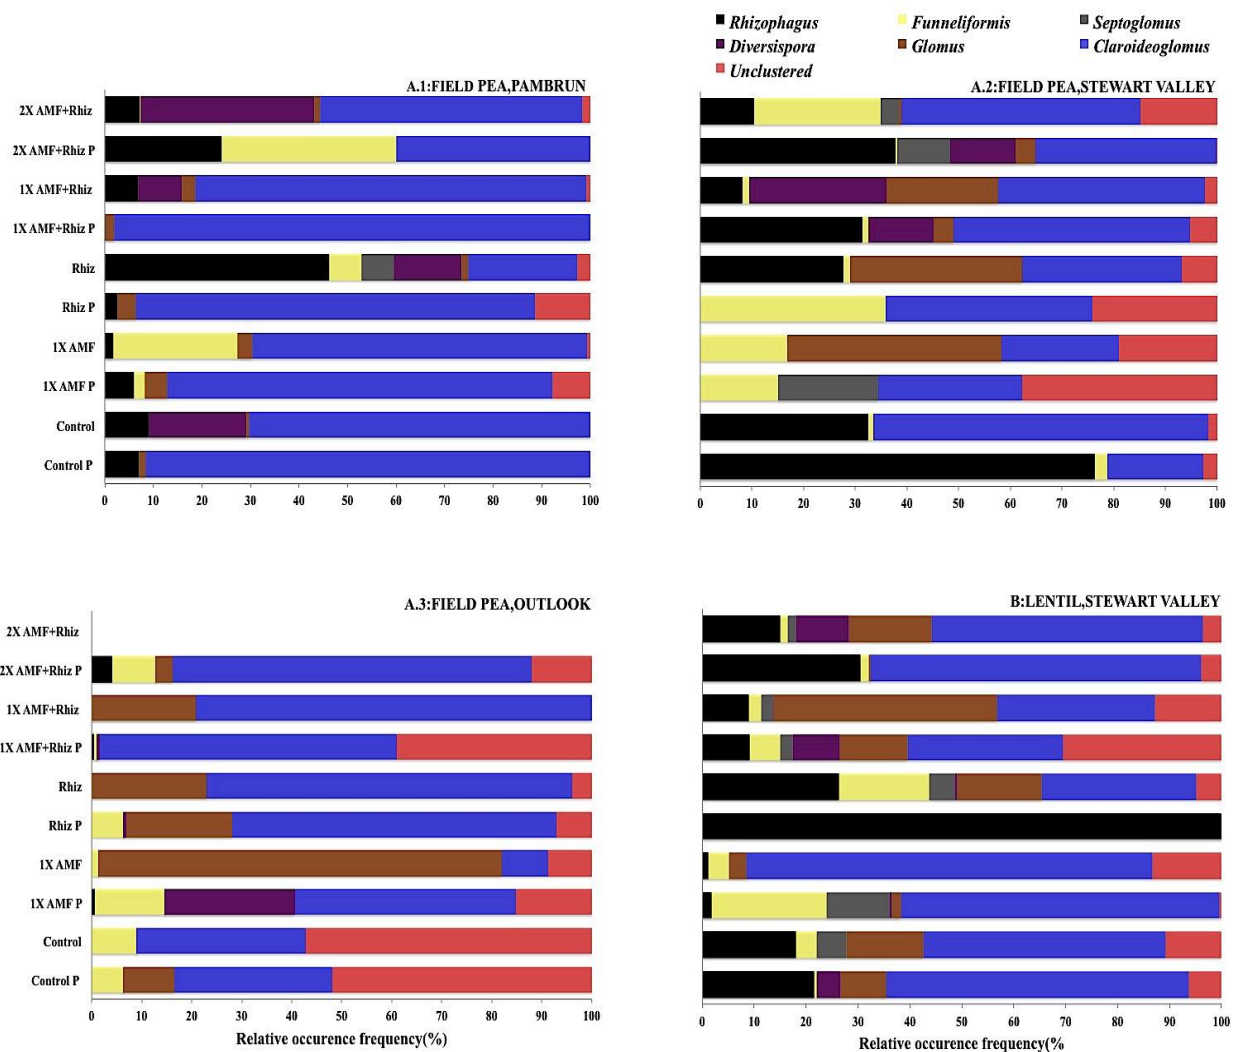 Rhizophagus Funneliformis Septoglomus
Diversispora Glomus Claroideoglomus
Unclustered
A.1:FIELD PEA,PAMBRUN
2X AMF+Rhiz
2X AMF+Rhiz P
1X AMF+Rhiz
1X AMF+Rhiz P
Rhiz
Rhiz P
1X AMF
1X AMF P
Control
Control P
0 10 20 30 40 50 60 70 80 90 100
A.2:FIELD PEA,STEWART VALLEY
0 10 20 30 40 50 60 70 80 90 100
A.3:FIELD PEA,OUTLOOK
2X AMF+Rhiz
2X AMF+Rhiz P
1X AMF+Rhiz
1X AMF+Rhiz P
Rhiz
Rhiz P
1X AMF
1X AMF P
Control
Control P
0 10 20 30 40 50 60 70 80 90 100
Relative occurence frequency(%)
B:LENTIL,STEWART VALLEY
0 10 20 30 40 50 60 70 80 90 100
Relative occurence frequency(%